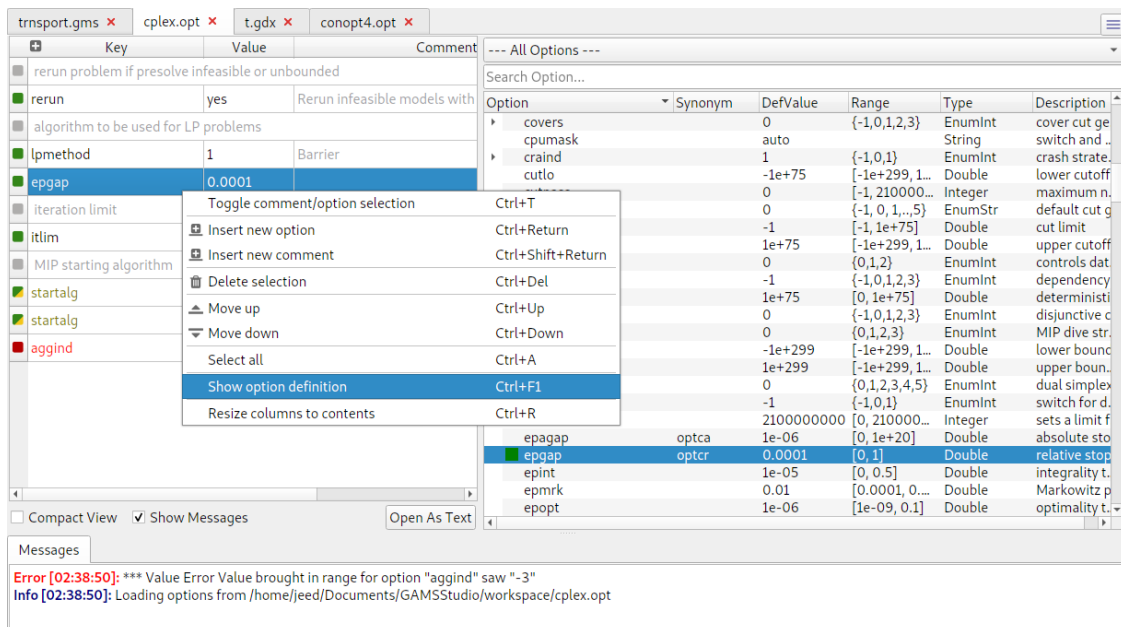 trnsport.gms cplex.opt t.gdx conopt4.opt
Key Value Comment
rerun problem if presolve infeasible or unbounded
rerun yes Rerun infeasible models with
algorithm to be used for LP problems
lpmethod 1 Barrier
epgap 0.0001
iteration limit
itlim
MIP starting algorithm
startalg
startalg
aggind
Toggle comment/option selection Ctrl+T
Insert new option Ctrl+Return
Insert new comment Ctrl+Shift+Return
Delete selection Ctrl+Del
Move up Ctrl+Up
Move down Ctrl+Down
Select all Ctrl+A
Show option definition Ctrl+F1
Resize columns to contents Ctrl+R
Compact View Show Messages Open As Text
--- All Options ---
Search Option...
Option Synonym DefValue Range Type Description
covers 0 {-1,0,1,2,3} EnumInt cover cut ge
cpumask auto String switch and ..
craind 1 {-1,0,1} EnumInt crash strate.
cutlo -1e+75 [-1e+299, 1... Double lower cutoff
0 [-1, 210000... Integer maximum n.
0 {-1, 0, 1,..,5} EnumStr default cut g
-1 [-1, 1e+75] Double cut limit
1e+75 [-1e+299, 1... Double upper cutoff
0 {0,1,2} EnumInt controls dat.
-1 {-1,0,1,2,3} EnumInt dependency
1e+75 [0, 1e+75] Double deterministi
0 {-1,0,1,2,3} EnumInt disjunctive c
0 {0,1,2,3} EnumInt MIP dive str.
-1e+299 [-1e+299, 1... Double lower bound
1e+299 [-1e+299, 1... Double upper boun.
0 {0,1,2,3,4,5} EnumInt dual simplex
-1 {-1,0,1} EnumInt switch for d.
2100000000 [0, 210000... Integer sets a limit f
epagap optca 1e-06 [0, 1e+20] Double absolute sto
epgap optcr 0.0001 [0, 1] Double relative stop
epint 1e-05 [0, 0.5] Double integrality t.
epmrk 0.01 [0.0001, 0.... Double Markowitz p
epopt 1e-06 [1e-09, 0.1] Double optimality t..
Messages
Error [02:38:50]: *** Value Error Value brought in range for option "aggind" saw "-3"
Info [02:38:50]: Loading options from /home/jeed/Documents/GAMSStudio/workspace/cplex.opt